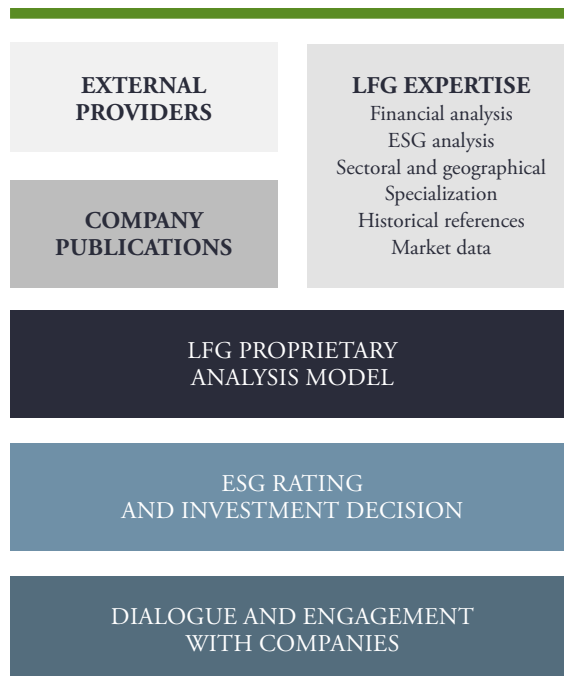 EXTERNAL
PROVIDERS
COMPANY
PUBLICATIONS
LFG EXPERTISE
Financial analysis
ESG analysis
Sectoral and geographical
Specialization
Historical references
Market data
LFG PROPRIETARY
ANALYSIS MODEL
ESG RATING
AND INVESTMENT DECISION
DIALOGUE AND ENGAGEMENT
WITH COMPANIES